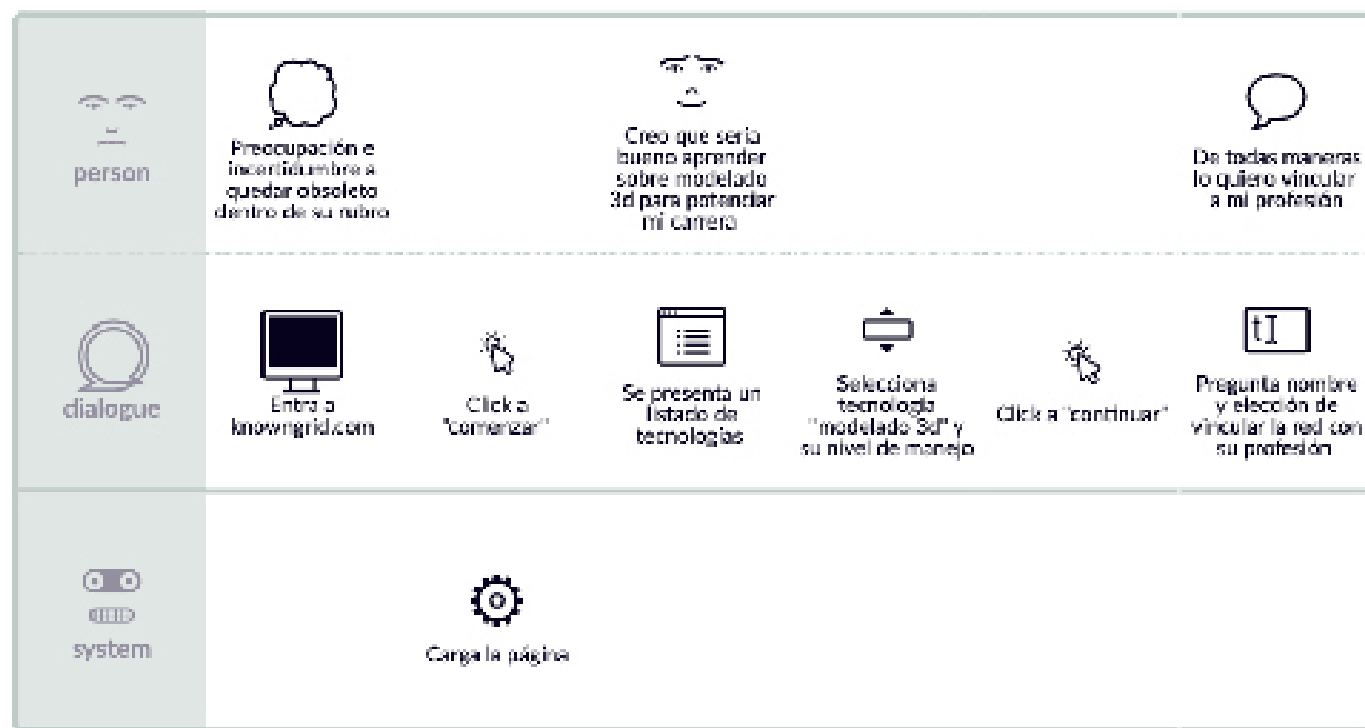 person
Preocupación e
incertidumbre a
quedar obsoleto
dentro de su rubro
Creo que sería
bueno aprender
sobre modelado
3d para potenciar
mi carrera
De todas maneras
lo quiero vincular
a mi profesión
dialogue
Entra a
knowngrid.com
Click a
"comenzar"
Se presenta un
listado de
tecnologías
Selecciona
tecnología
"modelado 3d" y
su nivel de manejo
Click a "continuar"
tI
Pregunta nombre
y elección de
vincular la red con
su profesión
system
Carga la página